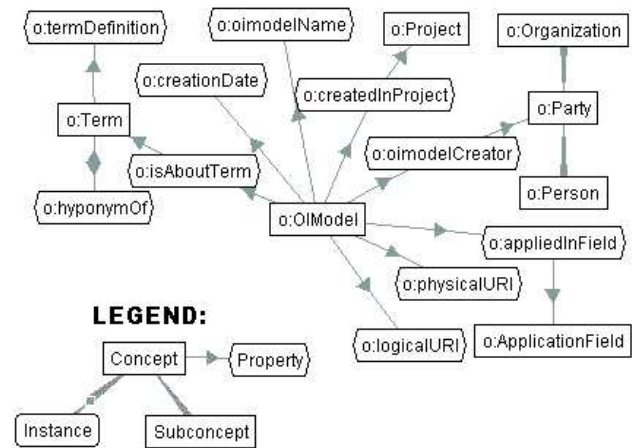 o:termDefinition
o:oimodelName
o:Project
o:Organization
o:creationDate
o:createdInProject
o:Term
o:Party
o:oimodelCreator
o:isAboutTerm
o:hyponymOf
o:Person
o:OIModel
o:appliedInField
o:physicalURI
LEGEND:
o:logicalURI
o:ApplicationField
Concept
Property
Instance
Subconcept